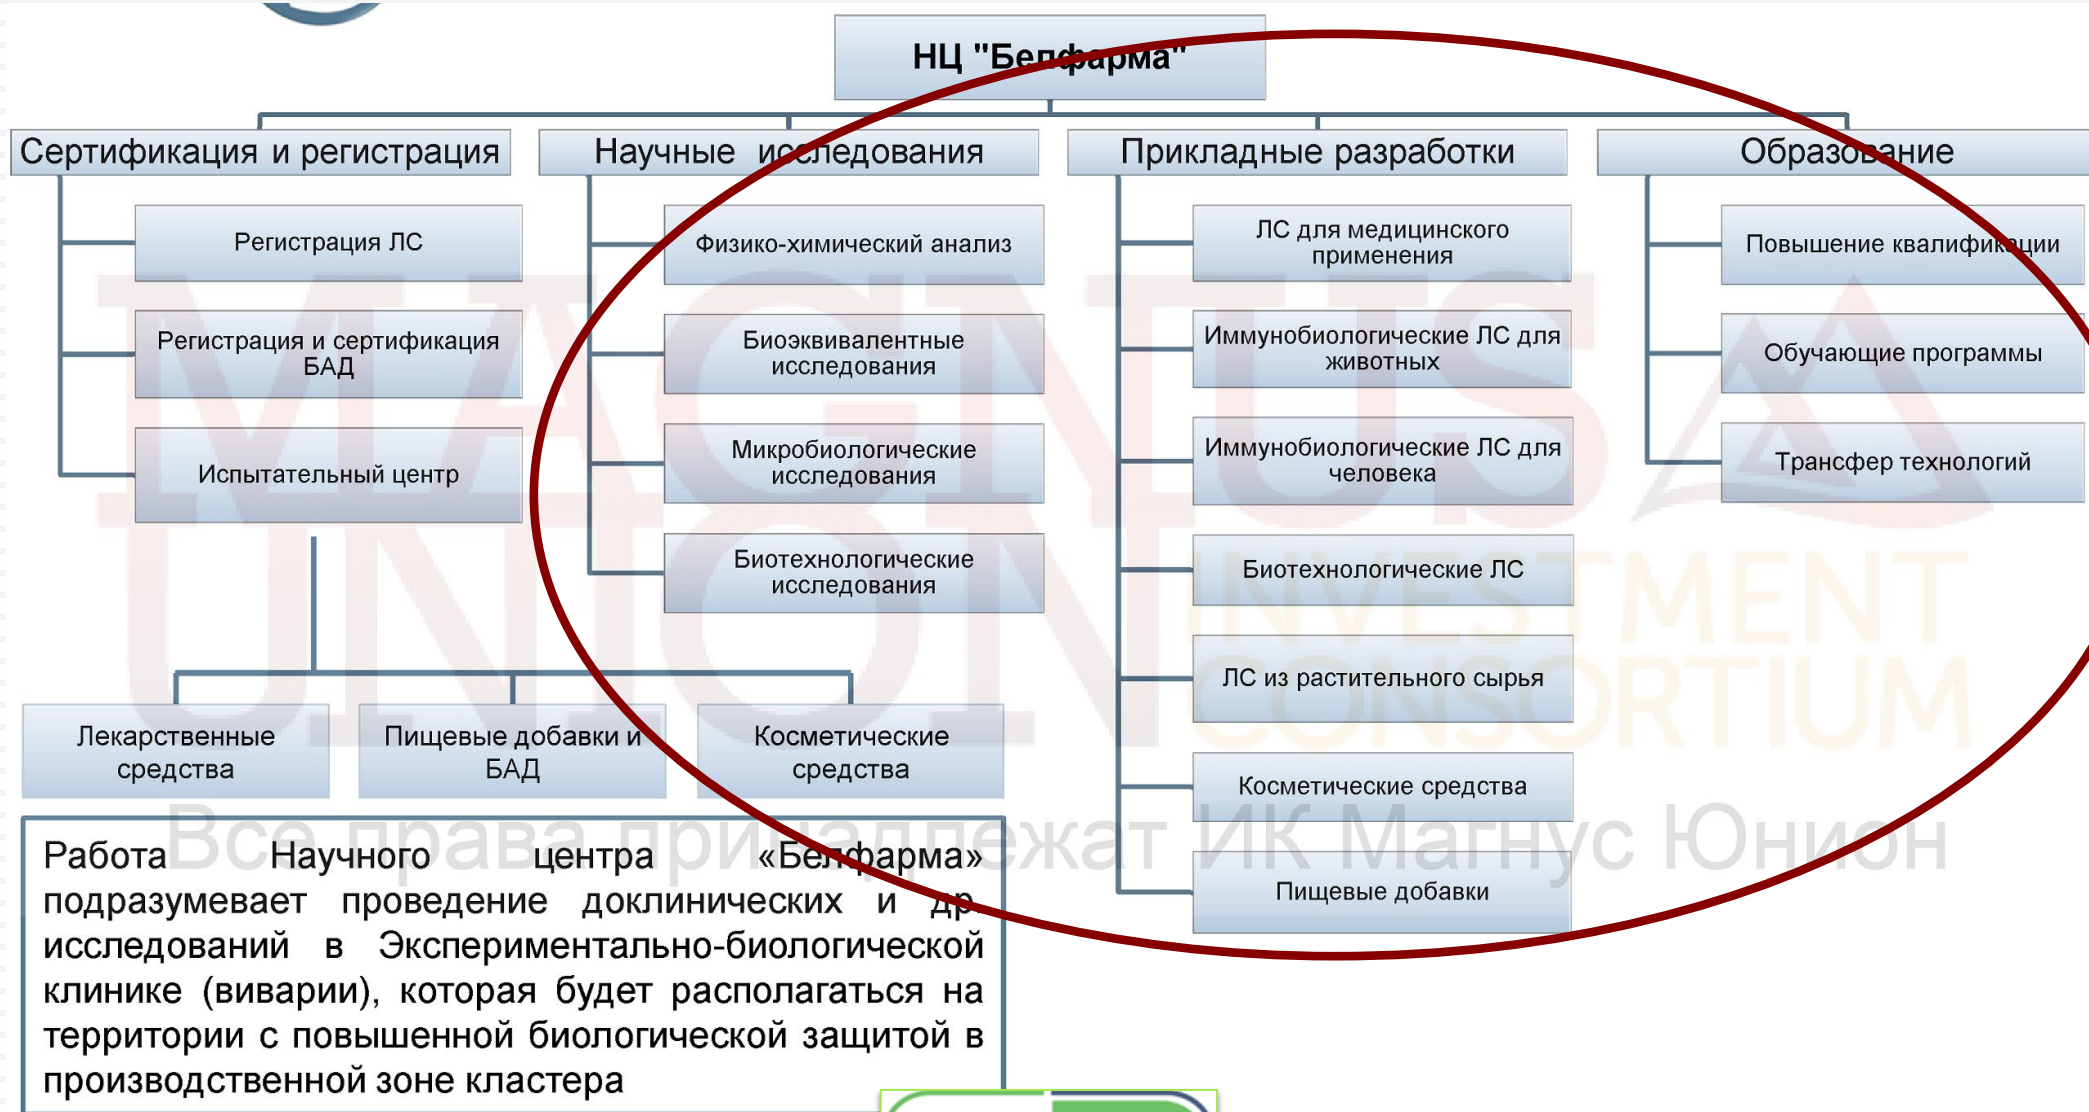 НЦ "Белфарма"
Сертификация и регистрация
Регистрация ЛС
Регистрация и сертификация
БАД
Испытательный центр
Лекарственные
средства
Пищевые добавки и
БАД
Косметические
средства
Научные исследования
Физико-химический анализ
Биоэквивалентные
исследования
Микробиологические
исследования
Биотехнологические
исследования
Прикладные разработки
ЛС для медицинского
применения
Иммунобиологические ЛС для
животных
Иммунобиологические ЛС для
человека
Биотехнологические ЛС
ЛС из растительного сырья
Косметические средства
Пищевые добавки
Образование
Повышение квалификации
Обучающие программы
Трансфер технологий
Работа Научного центра «Белфарма»
подразумевает проведение доклинических и др.
исследований в Экспериментально-биологической
клинике (виварии), которая будет располагаться на
территории с повышенной биологической защитой в
производственной зоне кластера
MAGNUS
UNION
INVESTMENT
CONSORTIUM
Все права принадлежат ИК Магнус Юнион